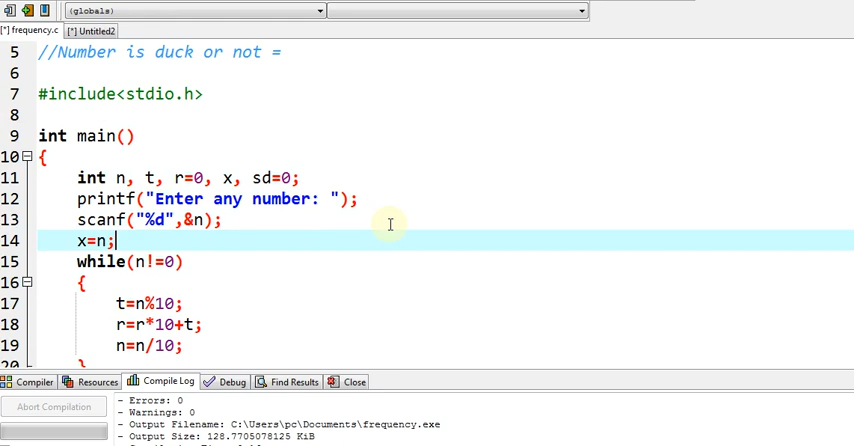 (globals)
[*] frequency.c [*] Untitled2
5 //Number is duck or not =
6
7 #include<stdio.h>
8
9 int main()
10 {
11 int n, t, r=0, x, sd=0;
12 printf("Enter any number: ");
13 scanf("%d",&n);
14 x=n;
15 while(n!=0)
16 {
17 t=n%10;
18 r=r*10+t;
19 n=n/10;
20 }
Compiler Resources Compile Log Debug Find Results Close
Abort Compilation
- Errors: 0
- Warnings: 0
- Output Filename: C:\Users\pc\Documents\frequency.exe
- Output Size: 128.7705078125 KiB